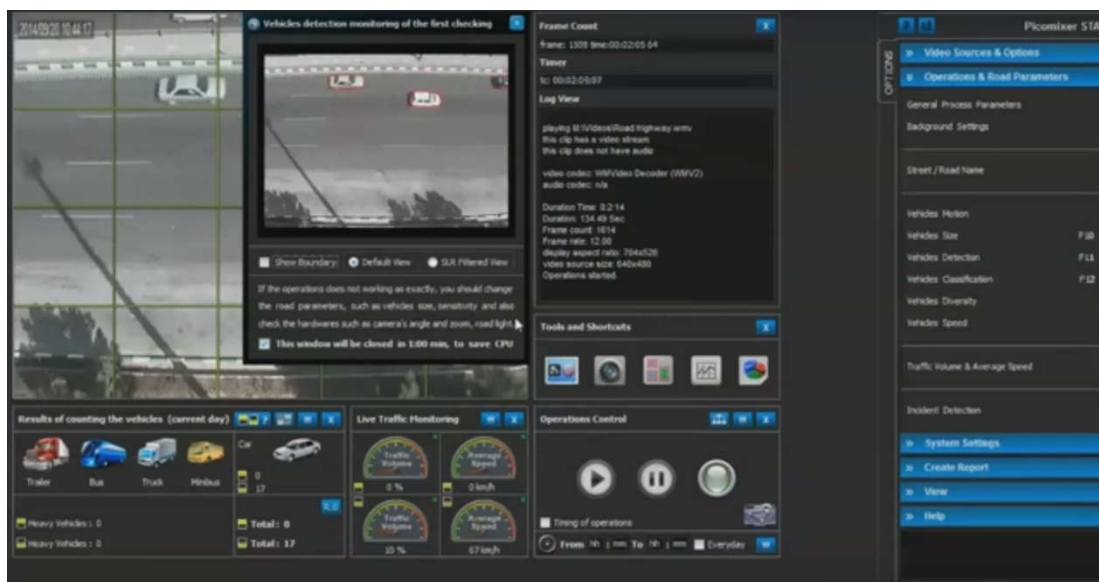 2014/09/20 10:44:17
Vehicles detection monitoring of the first checking
Show Boundary
Default View
SLR Filtered View
If the operations does not working as exactly, you should change
the road parameters, such as vehicles size, sensitivity and also
check the hardwares such as camera's angle and zoom, road light.
This window will be closed in 1:00 min, to save CPU
Frame Count
X
frame: 1509 time:00:02:05
Timer
tc: 00:02:05:97
Log View
playing M:\Videos\Road Highway.wmv
this clip has a video stream
this clip does not have audio
video codec: WMVideo Decoder (WMV2)
audio codec: n/a
Duration Time: 0:2:14
Duration: 134.49 Sec
Frame count: 1614
Frame rate: 12.00
display aspect ratio: 704x528
video source size: 640x480
Operations started.
Tools and Shortcuts
X
Results of counting the vehicles (current day)
X
Trailer
Bus
Truck
Minibus
Car
0
17
Heavy Vehicles : 0
Heavy Vehicles : 0
Total: 0
Total: 17
Live Traffic Monitoring
X
Traffic Volume
0 %
Average Speed
0 km/h
Traffic Volume
10 %
Average Speed
67 km/h
Operations Control
X
Timing of operations
From hh : mm To hh : mm
Everyday
Picomixer STA
OPTIONS
Video Sources & Options
Operations & Road Parameters
General Process Parameters
Background Settings
Street / Road Name
Vehicles Motion
Vehicles Size F10
Vehicles Detection F11
Vehicles Classification F12
Vehicles Diversity
Vehicles Speed
Traffic Volume & Average Speed
Incident Detection
System Settings
Create Report
View
Help